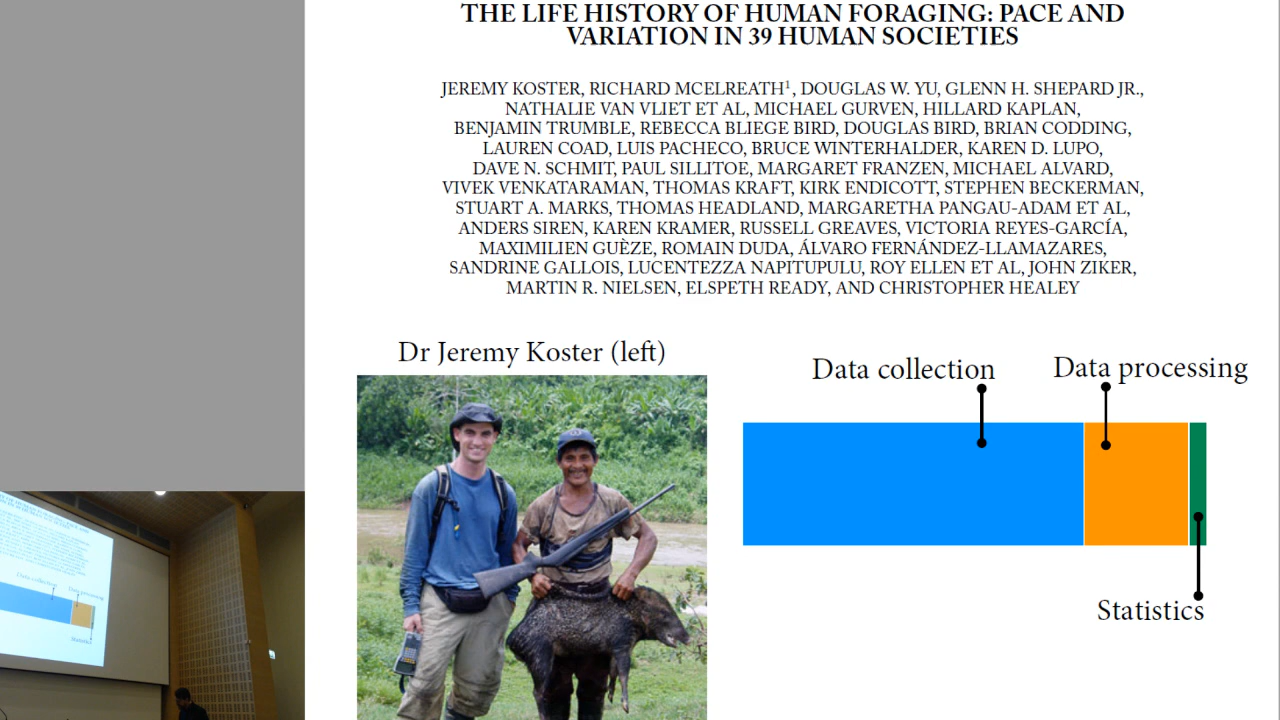 THE LIFE HISTORY OF HUMAN FORAGING: PACE AND
VARIATION IN 39 HUMAN SOCIETIES
JEREMY KOSTER, RICHARD MCELREATH¹, DOUGLAS W. YU, GLENN H. SHEPARD JR.,
NATHALIE VAN VLIET ET AL, MICHAEL GURVEN, HILLARD KAPLAN,
BENJAMIN TRUMBLE, REBECCA BLIEGE BIRD, DOUGLAS BIRD, BRIAN CODDING,
LAUREN COAD, LUIS PACHECO, BRUCE WINTERHALDER, KAREN D. LUPO,
DAVE N. SCHMIT, PAUL SILLITOE, MARGARET FRANZEN, MICHAEL ALVARD,
VIVEK VENKATARAMAN, THOMAS KRAFT, KIRK ENDICOTT, STEPHEN BECKERMAN,
STUART A. MARKS, THOMAS HEADLAND, MARGARETHA PANGAU-ADAM ET AL,
ANDERS SIREN, KAREN KRAMER, RUSSELL GREAVES, VICTORIA REYES-GARCÍA,
MAXIMILIEN GUÈZE, ROMAIN DUDA, ÁLVARO FERNÁNDEZ-LLAMAZARES,
SANDRINE GALLOIS, LUCENTEZZA NAPITUPULU, ROY ELLEN ET AL, JOHN ZIKER,
MARTIN R. NIELSEN, ELSPETH READY, AND CHRISTOPHER HEALEY
Dr Jeremy Koster (left)
Data collection
Data processing
Statistics
Data collection
Data processing
Statistics